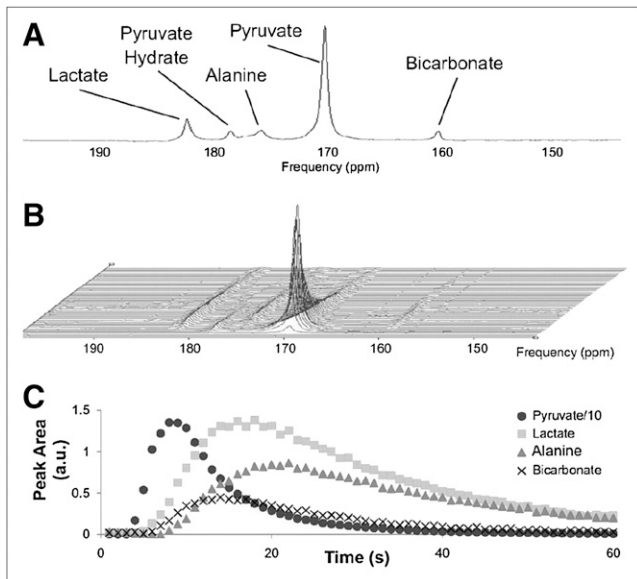 A
Pyruvate
Hydrate
Pyruvate
Lactate
Alanine
Bicarbonate
190 180 170 160 150
Frequency (ppm)
B
190 180 170 160 150 Frequency (ppm)
C
Peak Area
(a.u.)
1.5
1
0.5
0
0 20 40 60
Time (s)
Pyruvate/10
Lactate
Alanine
Bicarbonate